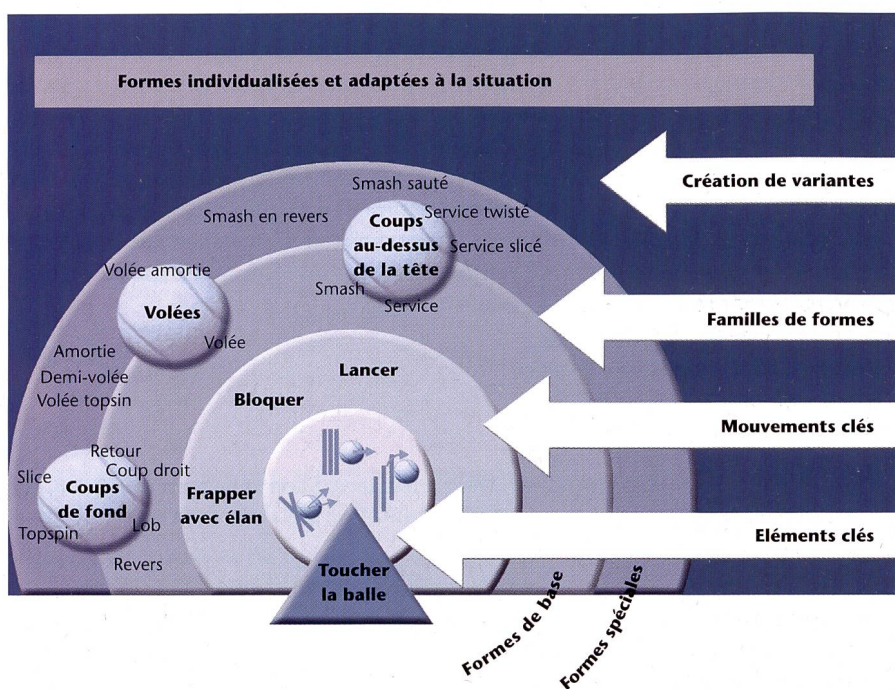 Formes individualisées et adaptées à la situation
Création de variantes
Smash sauté
Smash en revers
Service twisté
Coups
au-dessus
de la tête
Service slicé
Smash
Service
Volée amortie
Volées
Volée
Amortie
Demi-volée
Volée topsin
Familles de formes
Lancer
Bloquer
Frapper
avec élan
Mouvements clés
Retour
Coup droit
Slice
Coups
de fond
Topspin
Lob
Revers
Eléments clés
Toucher
la balle
Formes de base
Formes spéciales